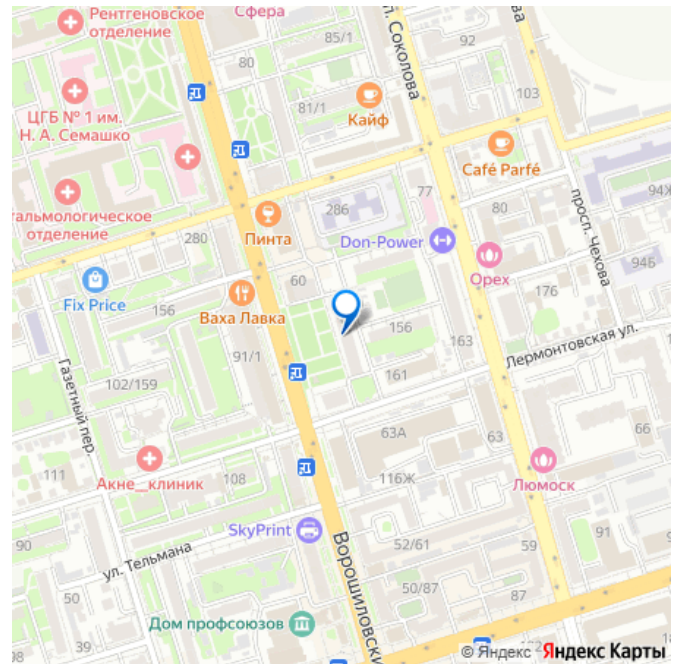 Рентгеновское
отделение
Сфера
85/1
л. Соколова
92
80
ЦГБ № 1 им.
Н. А. Семашко
81/1
Кайф
103
Café Parfé
тальмологическое
отделение
286
77
80
просп. Чехова
94Ж
280
Пинта
Don-Power
Орех
94Б
60
176
Fix Price
156
Ваха Лавка
156
163
Лермонтовская ул.
91/1
Газетный пер.
102/159
161
63А
63
66
111
Акне_клиник
108
116Ж
Люмоск
SkyPrint
Ворошиловски
90
ул. Тельмана
52/61
59
91
50
50/87
87
Дом профсоюзов
98
39
© Яндекс Яндекс Карты